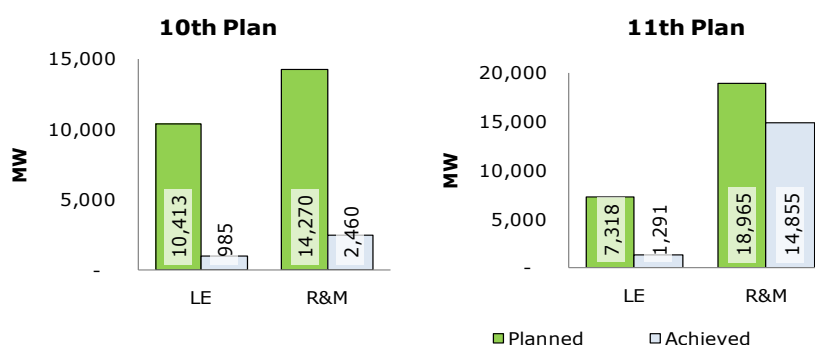 10th Plan
MW
15,000
10,000
5,000
-
10,413
985
14,270
2,460
LE
R&M
11th Plan
MW
20,000
15,000
10,000
5,000
-
7,318
1,291
18,965
14,855
LE
R&M
Planned
Achieved